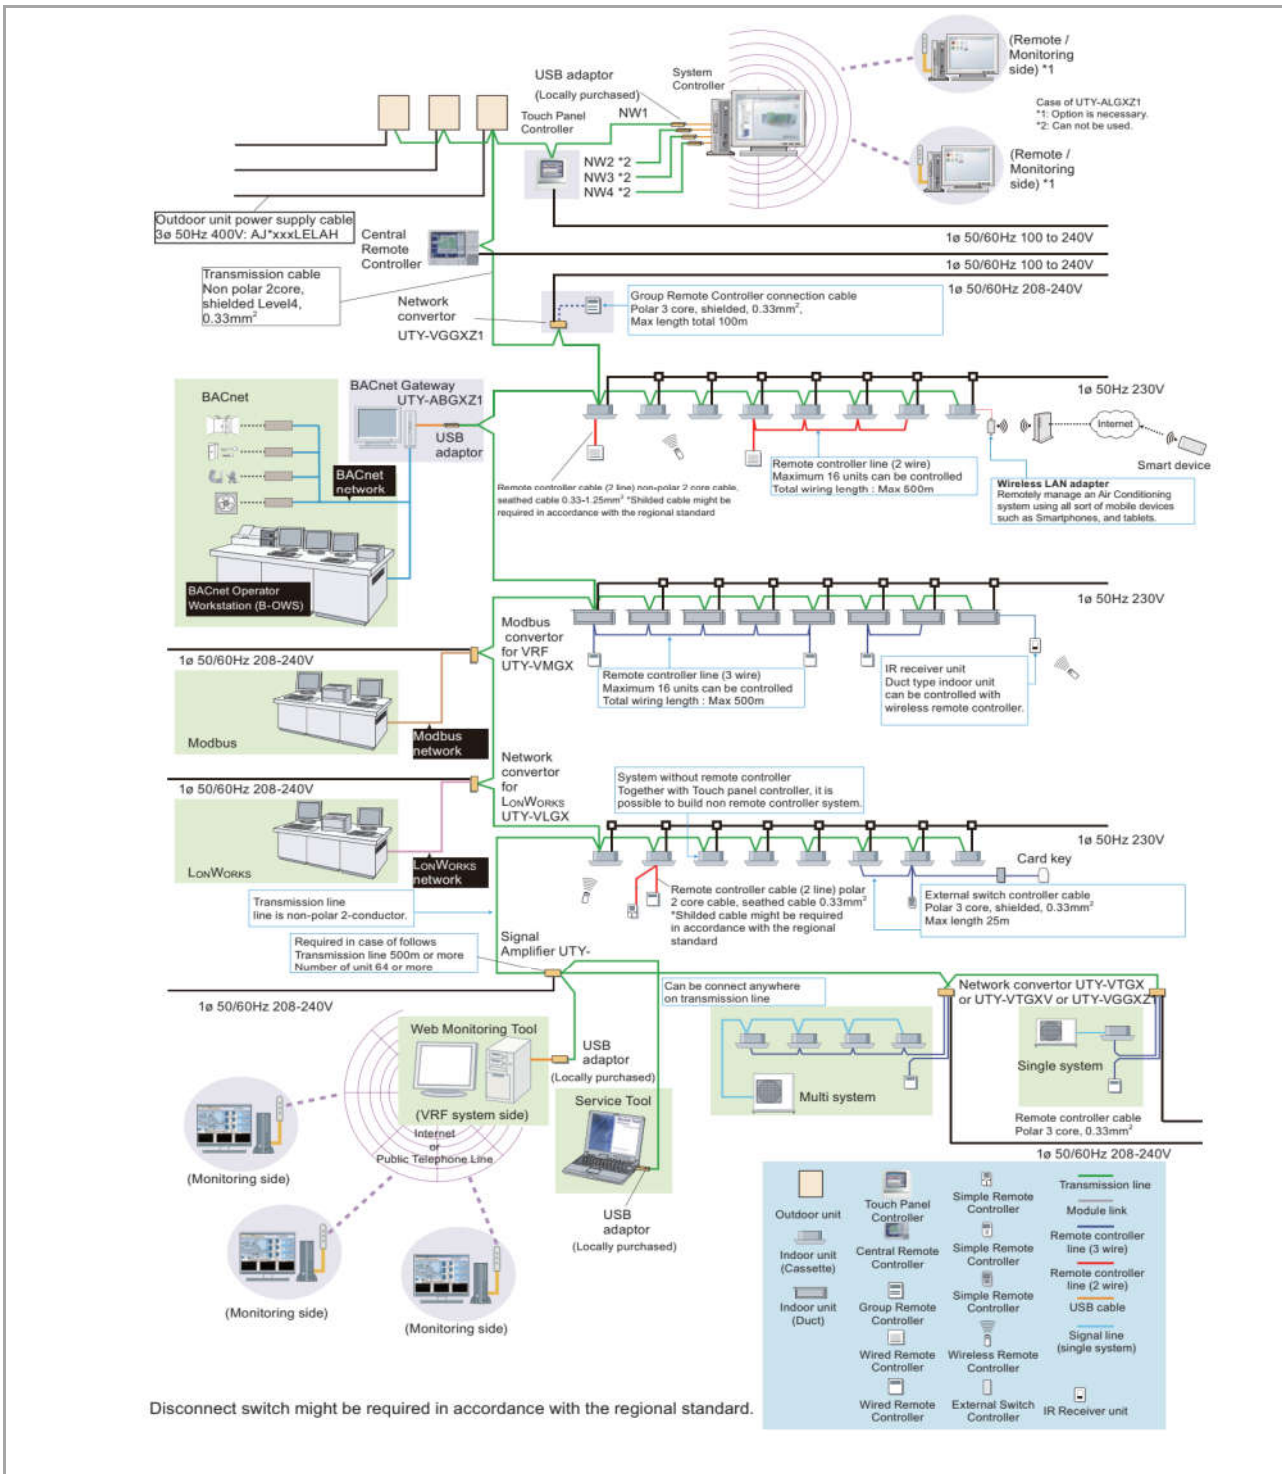 (Remote /
Monitoring
side) *1
USB adaptor
(Locally purchased)
System
Controller
NW1
Touch Panel
Controller
Case of UTY-ALGXZ1
*1: Option is necessary.
*2: Can not be used.
(Remote /
Monitoring
side) *1
NW2 *2
NW3 *2
NW4 *2
Outdoor unit power supply cable
3ø 50Hz 400V: AJ*xxxLELAH
Central
Remote
Controller
1ø 50/60Hz 100 to 240V
1ø 50/60Hz 100 to 240V
1ø 50/60Hz 208-240V
Transmission cable
Non polar 2core,
shielded Level4,
0.33mm²
Network
convertor
UTY-VGGXZ1
Group Remote Controller connection cable
Polar 3 core, shielded, 0.33mm²,
Max length total 100m
BACnet
BACnet Gateway
UTY-ABGXZ1
USB
adaptor
BACnet
network
BACnet Operator
Workstation (B-OWS)
1ø 50Hz 230V
Internet
Smart device
Remote controller cable (2 line) non-polar 2 core cable,
seathed cable 0.33-1.25mm² *Shilded cable might be
required in accordance with the regional standard
Remote controller line (2 wire)
Maximum 16 units can be controlled
Total wiring length : Max 500m
Wireless LAN adapter
Remotely manage an Air Conditioning
system using all sort of mobile devices
such as Smartphones, and tablets.
1ø 50Hz 230V
Modbus
convertor
for VRF
UTY-VMGX
1ø 50/60Hz 208-240V
Modbus
Modbus
network
Remote controller line (3 wire)
Maximum 16 units can be controlled
Total wiring length : Max 500m
IR receiver unit
Duct type indoor unit
can be controlled with
wireless remote controller.
Network
convertor
for
LONWORKS
UTY-VLGX
1ø 50/60Hz 208-240V
LONWORKS
LONWORKS
network
System without remote controller
Together with Touch panel controller, it is
possible to build non remote controller system.
1ø 50Hz 230V
Card key
Transmission line
line is non-polar 2-conductor.
Remote controller cable (2 line) polar
2 core cable, seathed cable 0.33mm²
*Shilded cable might be required
in accordance with the regional
standard
External switch controller cable
Polar 3 core, shielded, 0.33mm²
Max length 25m
Required in case of follows
Transmission line 500m or more
Number of unit 64 or more
Signal
Amplifier UTY-
1ø 50/60Hz 208-240V
Can be connect anywhere
on transmission line
Network convertor UTY-VTGX
or UTY-VTGXV or UTY-VGGXZ1
Web Monitoring Tool
(VRF system side)
USB
adaptor
(Locally purchased)
Service Tool
Multi system
Single system
Remote controller cable
Polar 3 core, 0.33mm²
1ø 50/60Hz 208-240V
Internet
or
Public Telephone Line
(Monitoring side)
(Monitoring side)
(Monitoring side)
USB
adaptor
(Locally purchased)
Outdoor unit
Indoor unit
(Cassette)
Indoor unit
(Duct)
Touch Panel
Controller
Central Remote
Controller
Group Remote
Controller
Wired Remote
Controller
Wired Remote
Controller
Simple Remote
Controller
Simple Remote
Controller
Simple Remote
Controller
Wireless Remote
Controller
External Switch
Controller
Transmission line
Module link
Remote controller
line (3 wire)
Remote controller
line (2 wire)
USB cable
Signal line
(single system)
IR Receiver unit
Disconnect switch might be required in accordance with the regional standard.